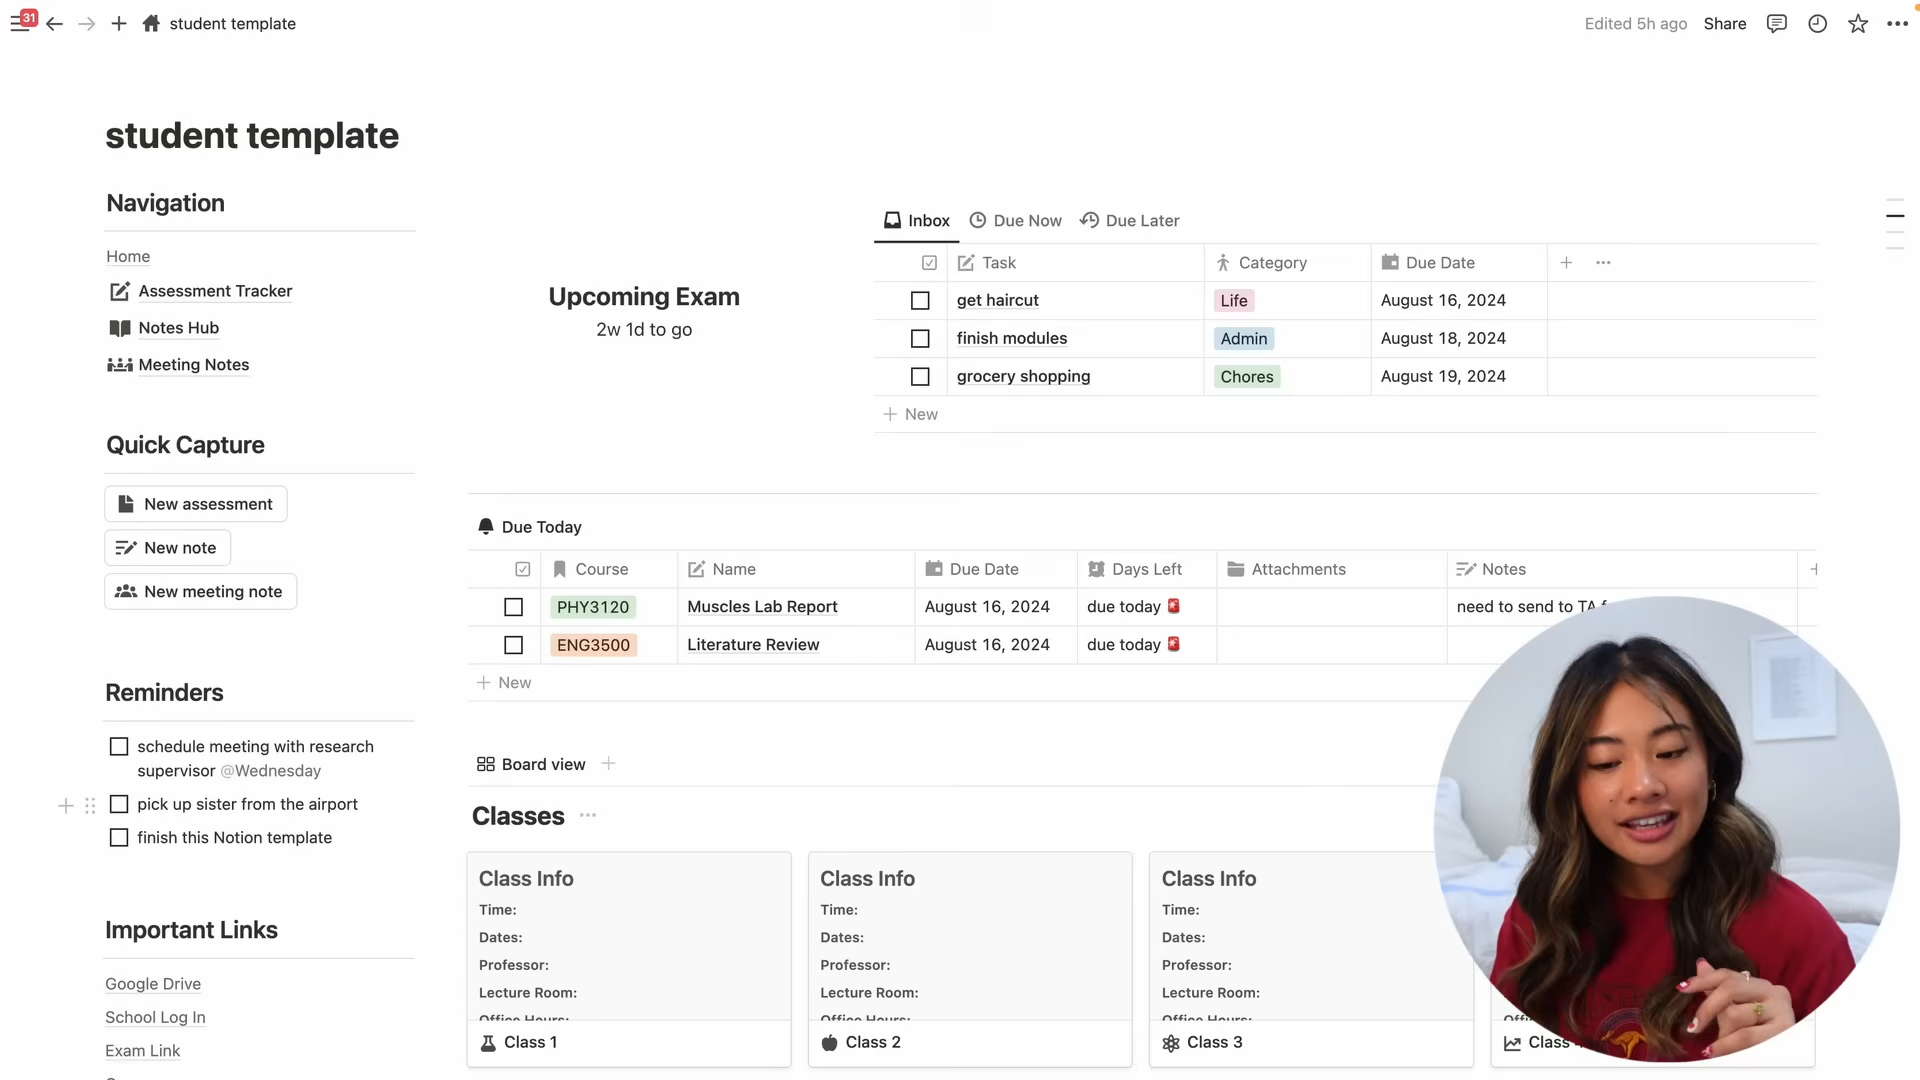 31
student template
Edited 5h ago
Share
student template
Navigation
Home
Assessment Tracker
Notes Hub
Meeting Notes
Quick Capture
New assessment
New note
New meeting note
Reminders
schedule meeting with research
supervisor @Wednesday
pick up sister from the airport
finish this Notion template
Important Links
Google Drive
School Log In
Exam Link
Upcoming Exam
2w 1d to go
Inbox Due Now Due Later
Task Category Due Date
get haircut Life August 16, 2024
finish modules Admin August 18, 2024
grocery shopping Chores August 19, 2024
New
Due Today
Course Name Due Date Days Left Attachments Notes
PHY3120 Muscles Lab Report August 16, 2024 due today need to send to TA
ENG3500 Literature Review August 16, 2024 due today
New
Board view
Classes
Class Info
Time:
Dates:
Professor:
Lecture Room:
Office Hours:
Class 1
Class Info
Time:
Dates:
Professor:
Lecture Room:
Office Hours:
Class 2
Class Info
Time:
Dates:
Professor:
Lecture Room:
Office Hours:
Class 3
Class